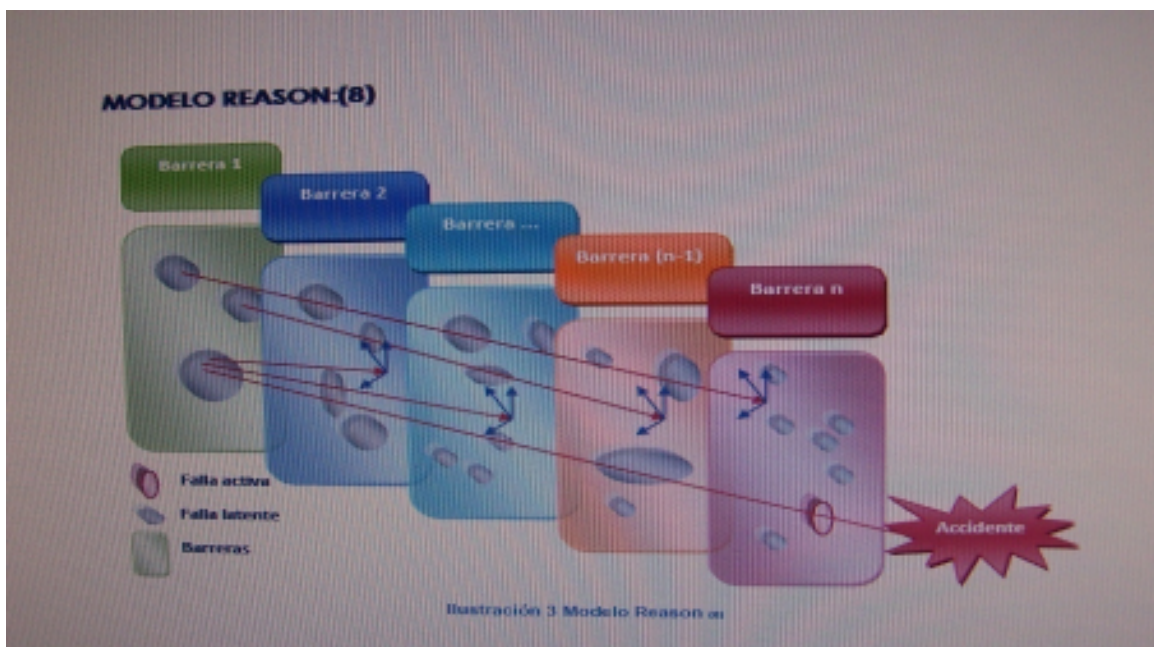 MODELO REASON:(8)
Barrera 1
Barrera 2
Barrera ...
Barrera (n-1)
Barrera n
Falla activa
Falla latente
Barreras
Accidente
Ilustración 3 Modelo Reason